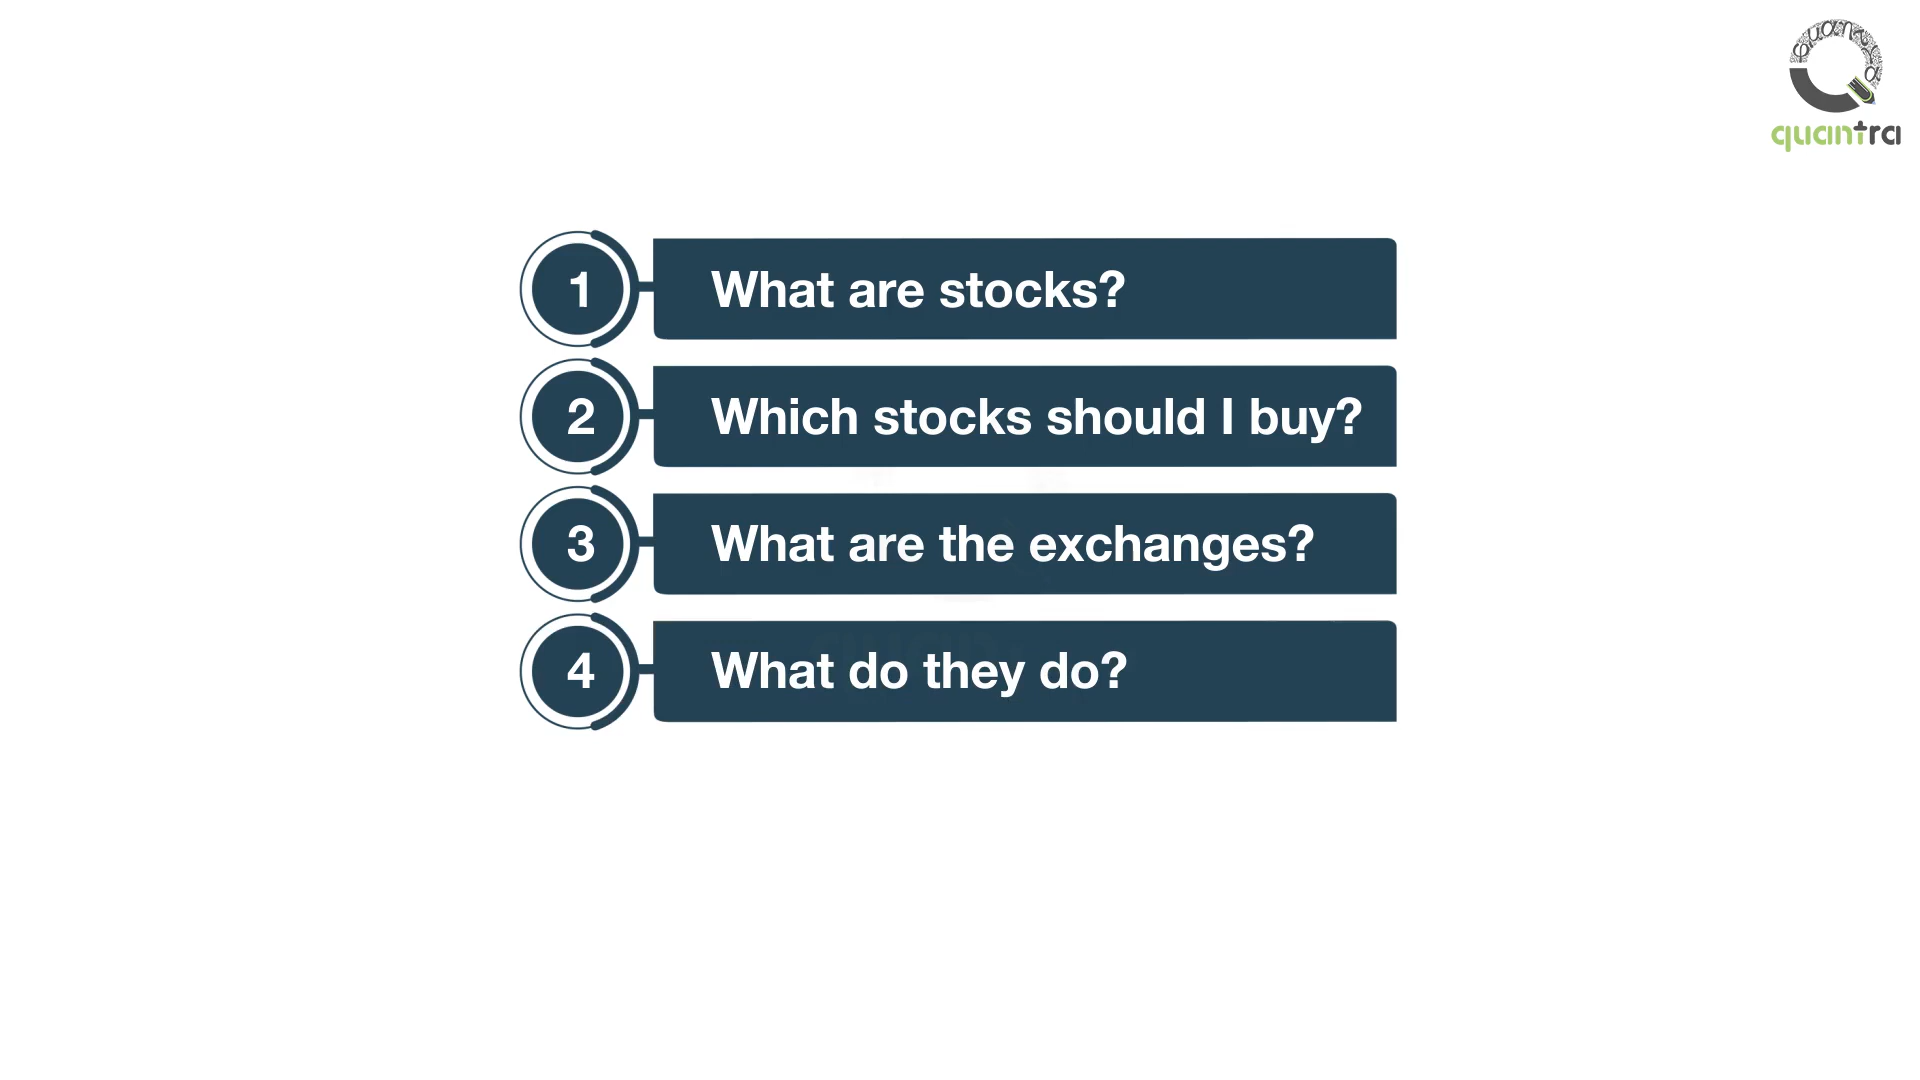 quantra
1 What are stocks?
2 Which stocks should I buy?
3 What are the exchanges?
4 What do they do?